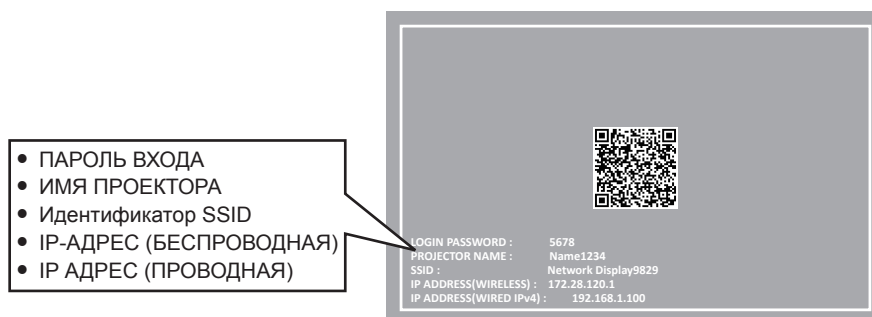 • ПАРОЛЬ ВХОДА
• ИМЯ ПРОЕКТОРА
• Идентификатор SSID
• IP-АДРЕС (БЕСПРОВОДНАЯ)
• IP АДРЕС (ПРОВОДНАЯ)
LOGIN PASSWORD : 5678
PROJECTOR NAME : Name1234
SSID : Network Display9829
IP ADDRESS(WIRELESS) : 172.28.120.1
IP ADDRESS(WIRED IPv4) : 192.168.1.100